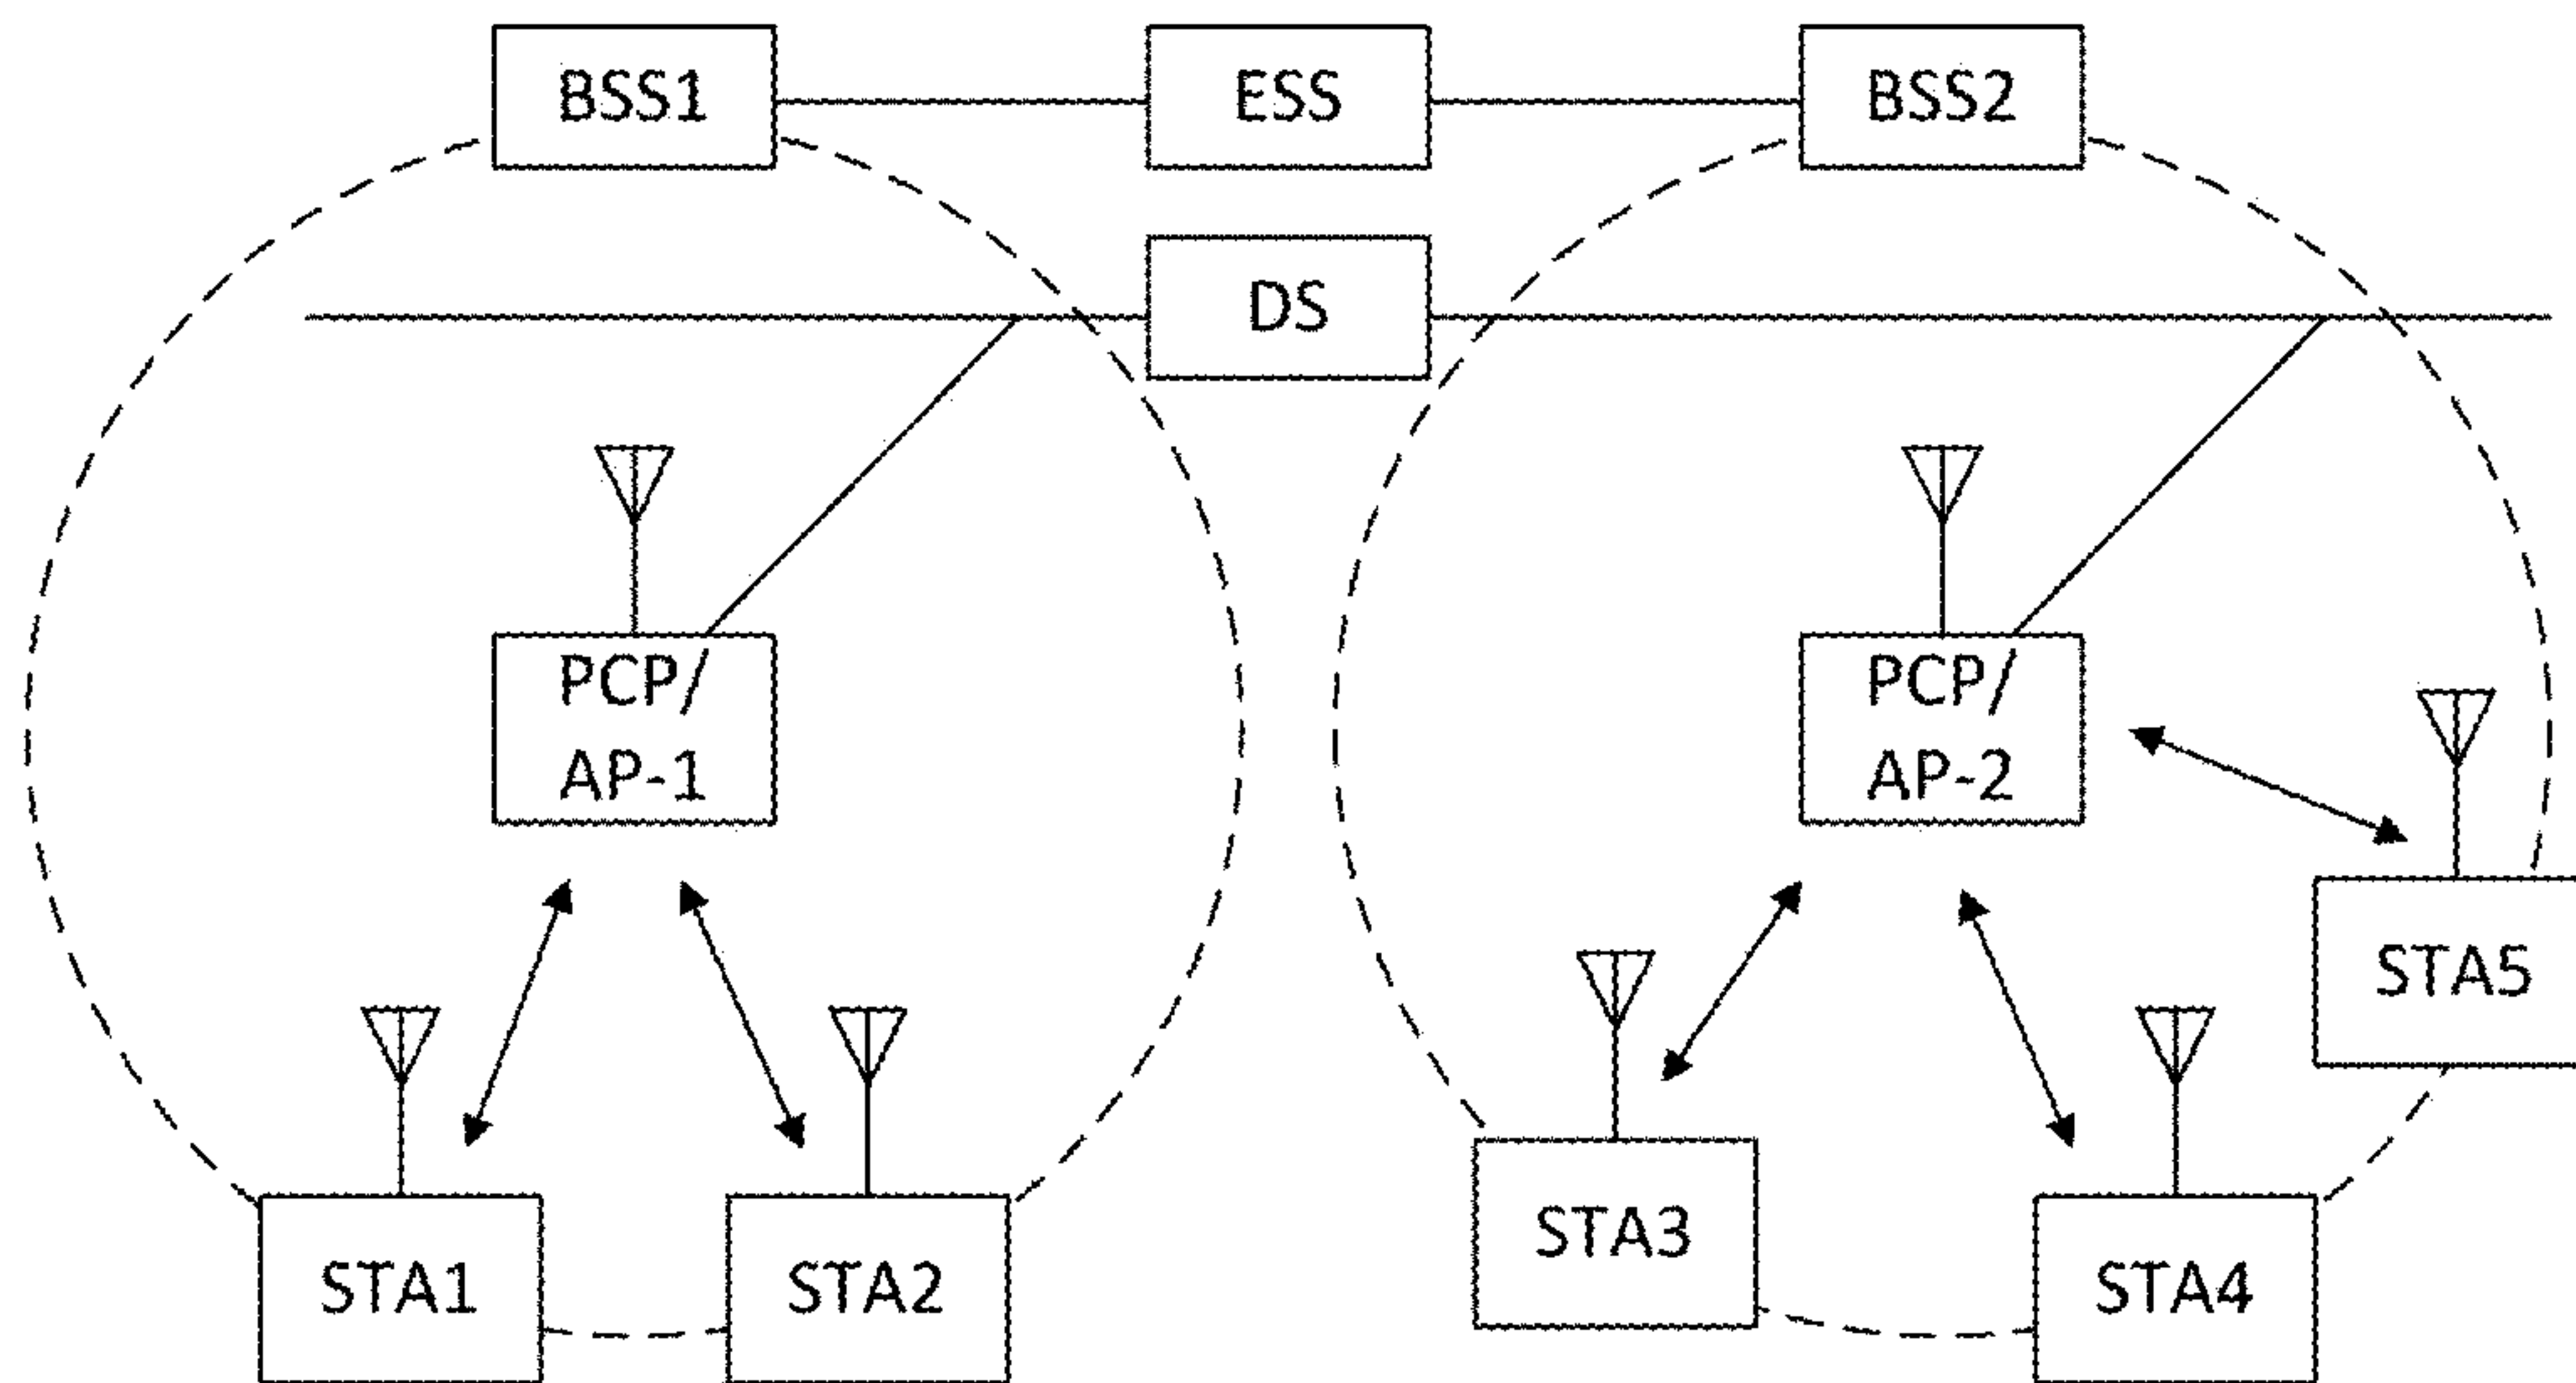 BSS1
ESS
BSS2
DS
PCP/
AP-1
PCP/
AP-2
STA5
STA3
STA4
STA1
STA2